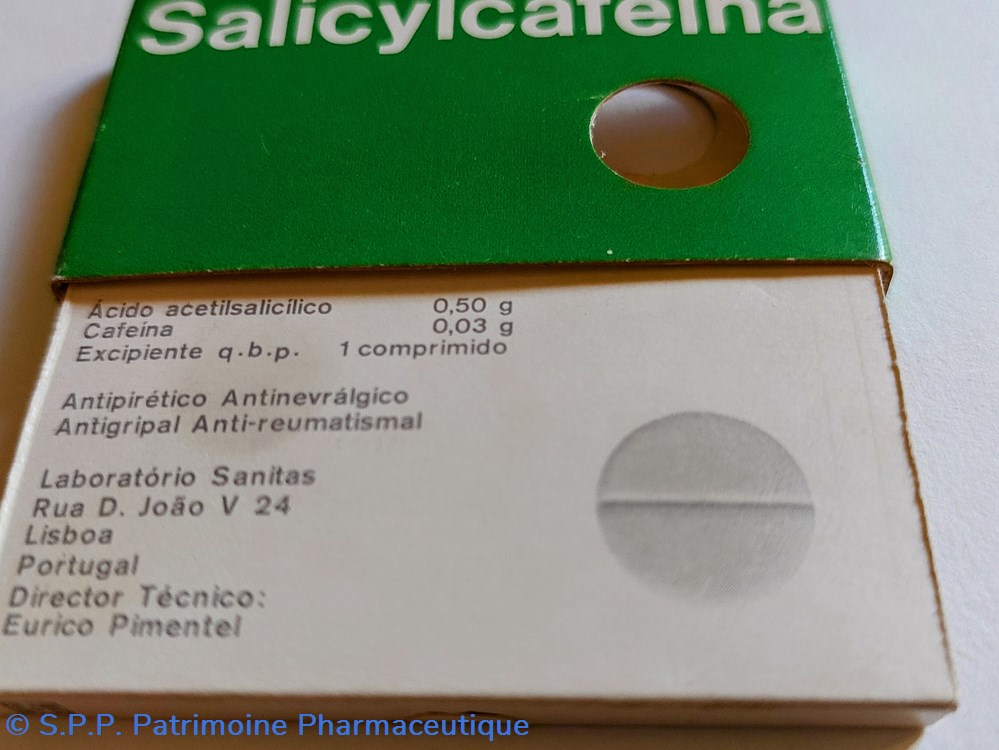 Salicylcafeína
Ácido acetilsalicílico 0,50 g
Cafeína 0,03 g
Excipiente q.b.p. 1 comprimido
Antipirético Antinevrálgico
Antigripal Anti-reumatismal
Laboratório Sanitas
Rua D. João V 24
Lisboa
Portugal
Director Técnico:
Eurico Pimentel
© S.P.P. Patrimoine Pharmaceutique